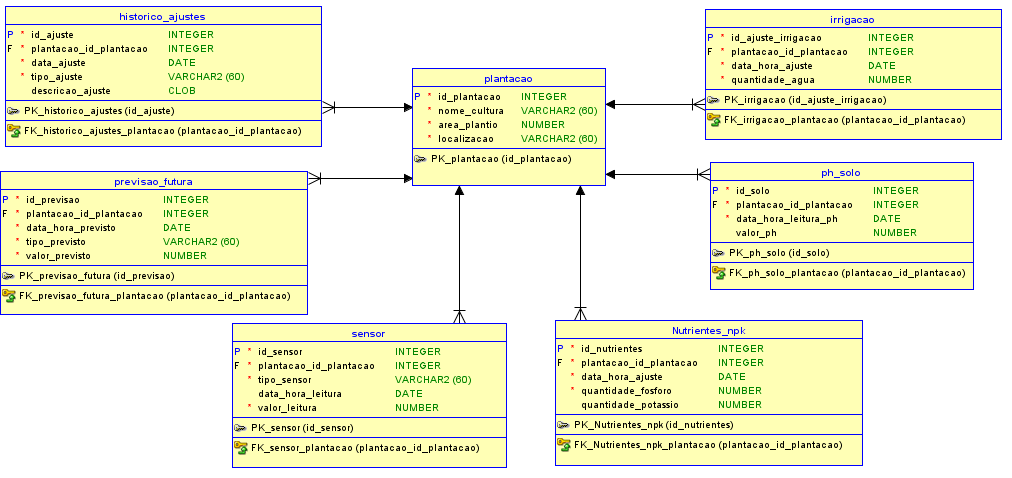 historico_ajustes
P * id_ajuste INTEGER
F * plantacao_id_plantacao INTEGER
* data_ajuste DATE
* tipo_ajuste VARCHAR2 (60)
descricao_ajuste CLOB
PK_historico_ajustes (id_ajuste)
FK_historico_ajustes_plantacao (plantacao_id_plantacao)
plantacao
P * id_plantacao INTEGER
* nome_cultura VARCHAR2 (60)
* area_plantio NUMBER
* localizacao VARCHAR2 (60)
PK_plantacao (id_plantacao)
irrigacao
P * id_ajuste_irrigacao INTEGER
F * plantacao_id_plantacao INTEGER
* data_hora_ajuste DATE
* quantidade_agua NUMBER
PK_irrigacao (id_ajuste_irrigacao)
FK_irrigacao_plantacao (plantacao_id_plantacao)
previsao_futura
P * id_previsao INTEGER
F * plantacao_id_plantacao INTEGER
* data_hora_previsto DATE
* tipo_previsto VARCHAR2 (60)
* valor_previsto NUMBER
PK_previsao_futura (id_previsao)
FK_previsao_futura_plantacao (plantacao_id_plantacao)
ph_solo
P * id_solo INTEGER
F * plantacao_id_plantacao INTEGER
* data_hora_leitura_ph DATE
valor_ph NUMBER
PK_ph_solo (id_solo)
FK_ph_solo_plantacao (plantacao_id_plantacao)
sensor
P * id_sensor INTEGER
F * plantacao_id_plantacao INTEGER
* tipo_sensor VARCHAR2 (60)
data_hora_leitura DATE
* valor_leitura NUMBER
PK_sensor (id_sensor)
FK_sensor_plantacao (plantacao_id_plantacao)
Nutrientes_npk
P * id_nutrientes INTEGER
F * plantacao_id_plantacao INTEGER
* data_hora_ajuste DATE
* quantidade_fosforo NUMBER
quantidade_potassio NUMBER
PK_Nutrientes_npk (id_nutrientes)
FK_Nutrientes_npk_plantacao (plantacao_id_plantacao)